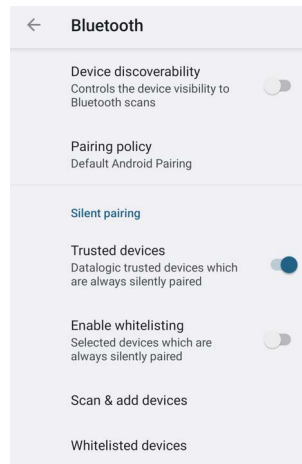 Bluetooth
Device discoverability
Controls the device visibility to
Bluetooth scans
Pairing policy
Default Android Pairing
Silent pairing
Trusted devices
Datalogic trusted devices which
are always silently paired
Enable whitelisting
Selected devices which are
always silently paired
Scan & add devices
Whitelisted devices